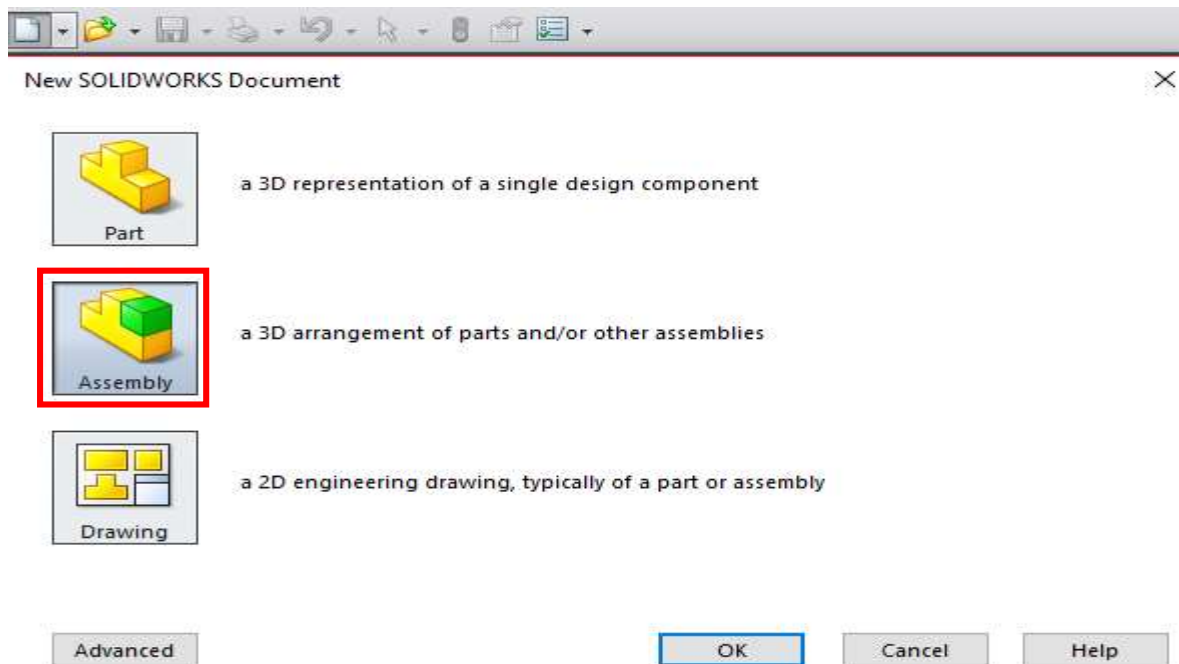 New SOLIDWORKS Document
Part
a 3D representation of a single design component
Assembly
a 3D arrangement of parts and/or other assemblies
Drawing
a 2D engineering drawing, typically of a part or assembly
Advanced
OK
Cancel
Help